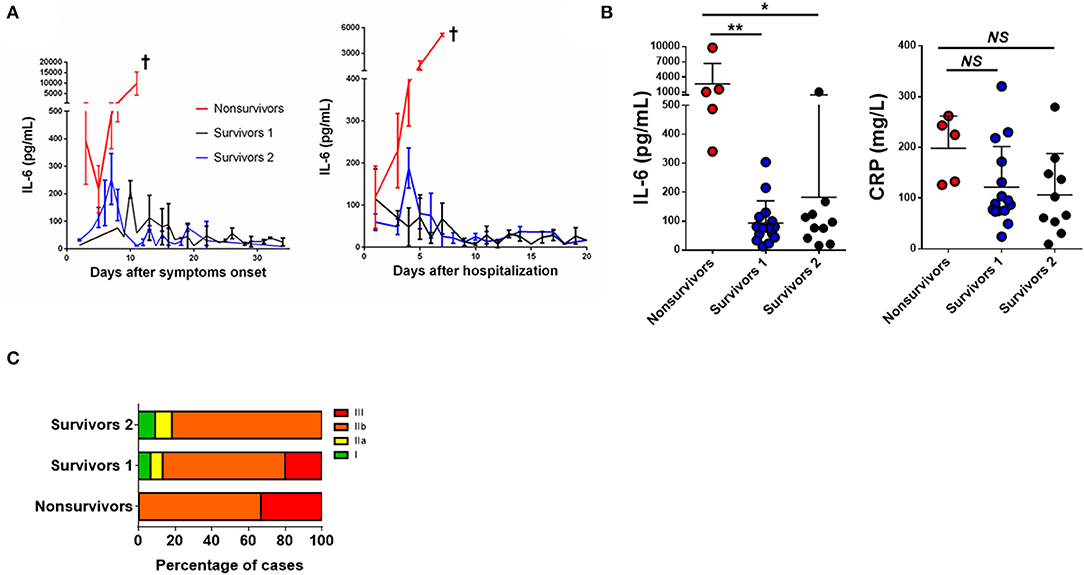 A
IL-6 (pg/mL)
20000
15000
10000
5000
500
400
300
200
100
0
†
Nonsurvivors
Survivors 1
Survivors 2
0 10 20 30
Days after symptoms onset
IL-6 (pg/mL)
6000
4000
2000
400
300
200
100
0
†
0 5 10 15 20
Days after hospitalization
B
IL-6 (pg/mL)
10000
7000
4000
1000
500
400
300
200
100
0
*
**
Nonsurvivors
Survivors 1
Survivors 2
CRP (mg/L)
400
300
200
100
0
NS
NS
Nonsurvivors
Survivors 1
Survivors 2
C
Survivors 2
Survivors 1
Nonsurvivors
0 20 40 60 80 100
Percentage of cases
III
IIb
IIa
I